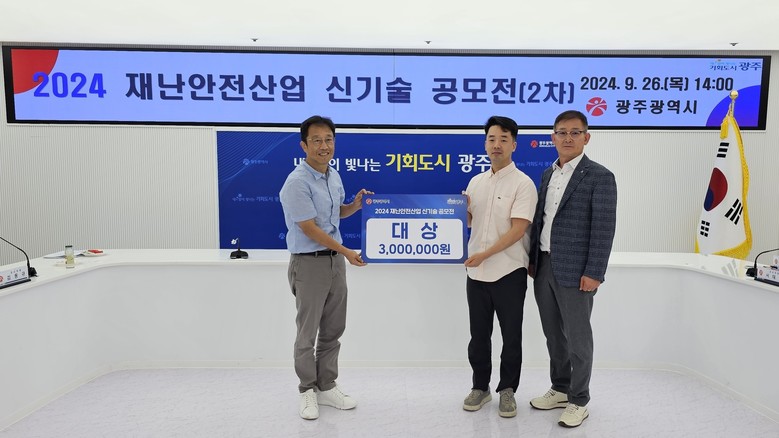 기회도시 광주
2024 재난안전산업 신기술 공모전(2차)
2024. 9. 26.(목) 14:00
광주광역시
빛나는 기회도시 광주
2024 재난안전산업 신기술 공모전
대 상
3,000,000원